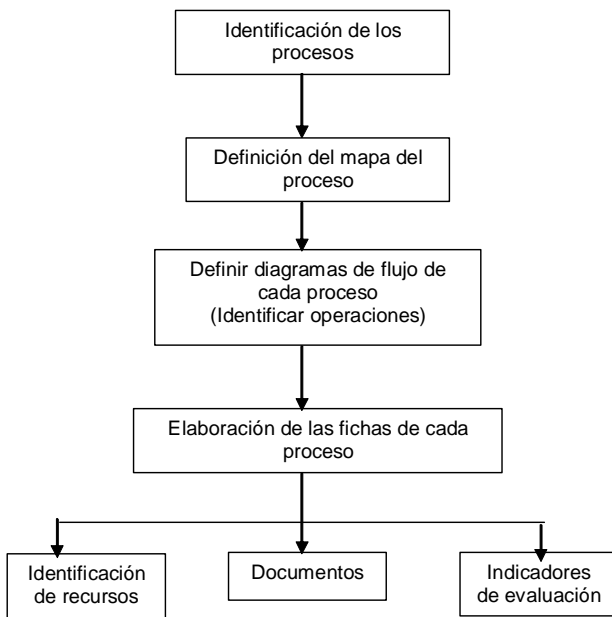 Identificación de los
procesos
Definición del mapa del
proceso
Definir diagramas de flujo de
cada proceso
(Identificar operaciones)
Elaboración de las fichas de cada
proceso
Identificación
de recursos
Documentos
Indicadores
de evaluación